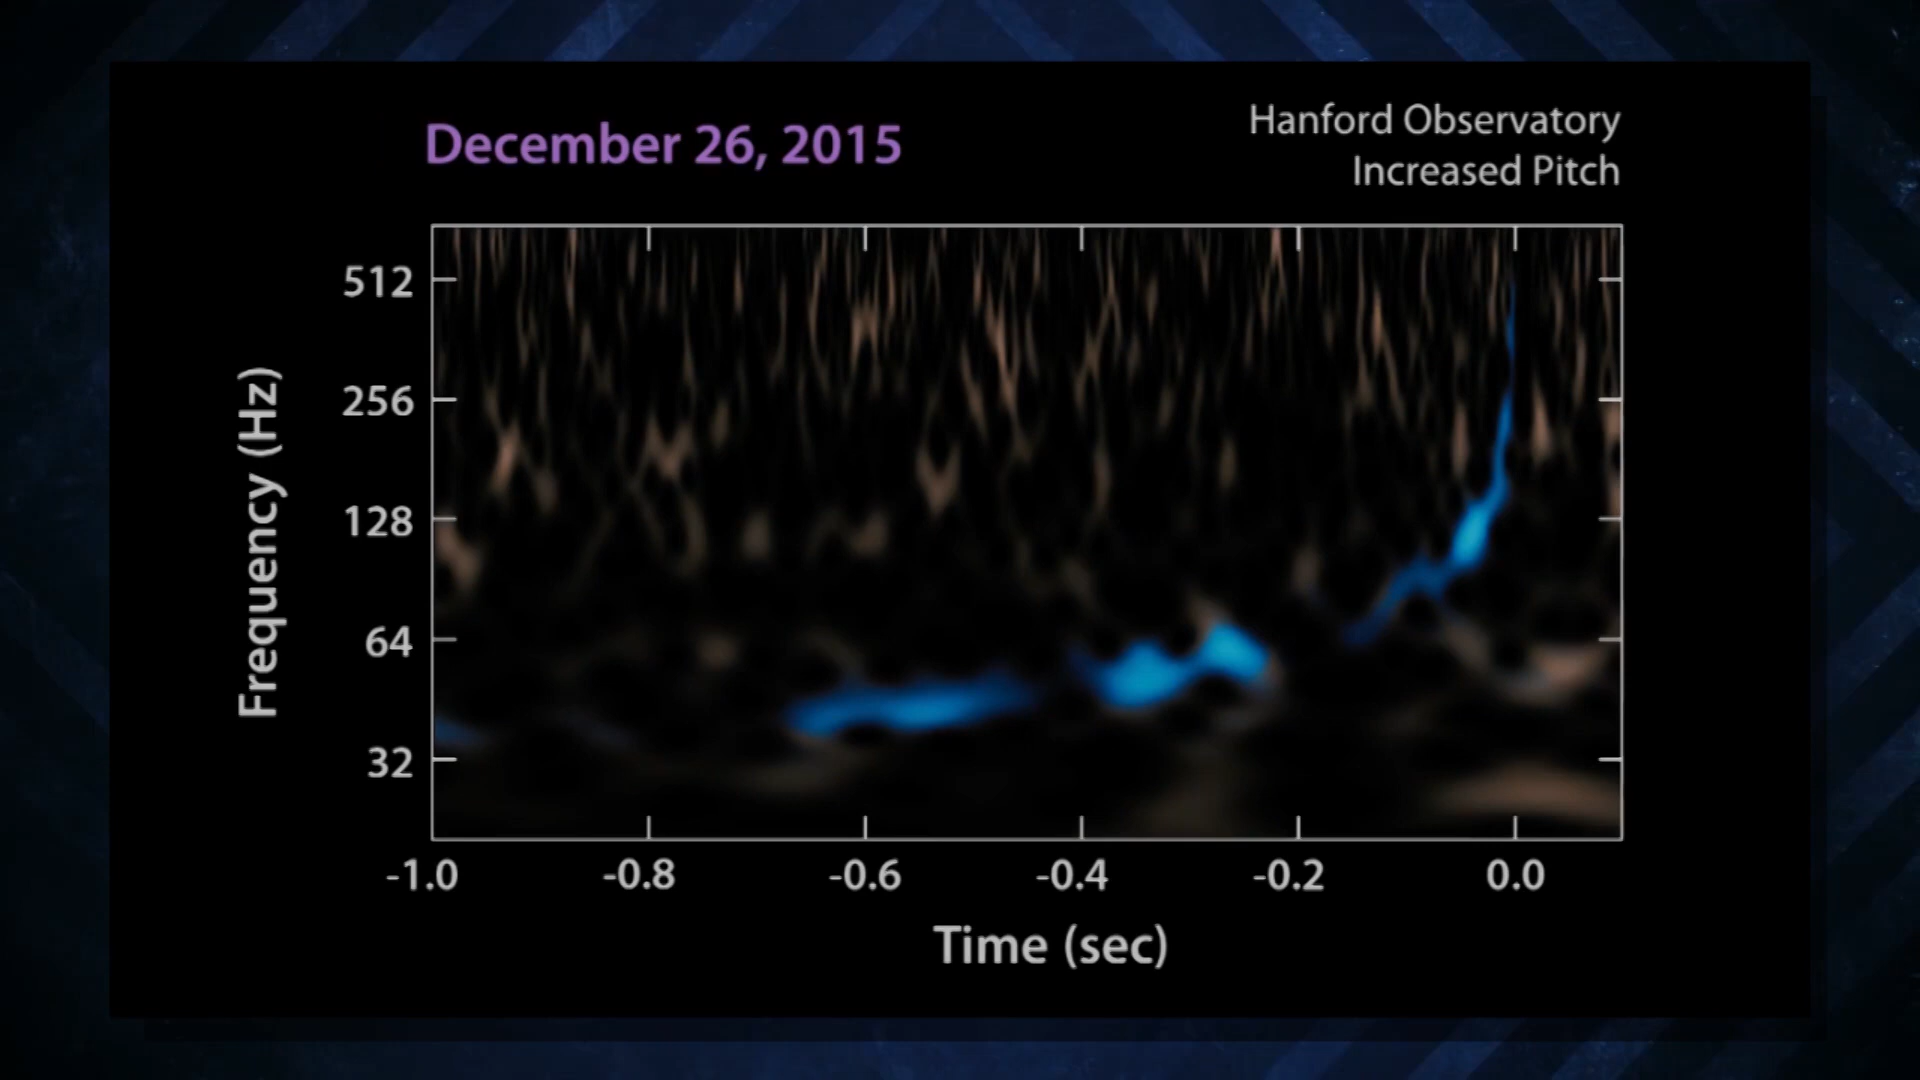 December 26, 2015
Hanford Observatory
Increased Pitch
Frequency (Hz)
512
256
128
64
32
-1.0 -0.8 -0.6 -0.4 -0.2 0.0
Time (sec)